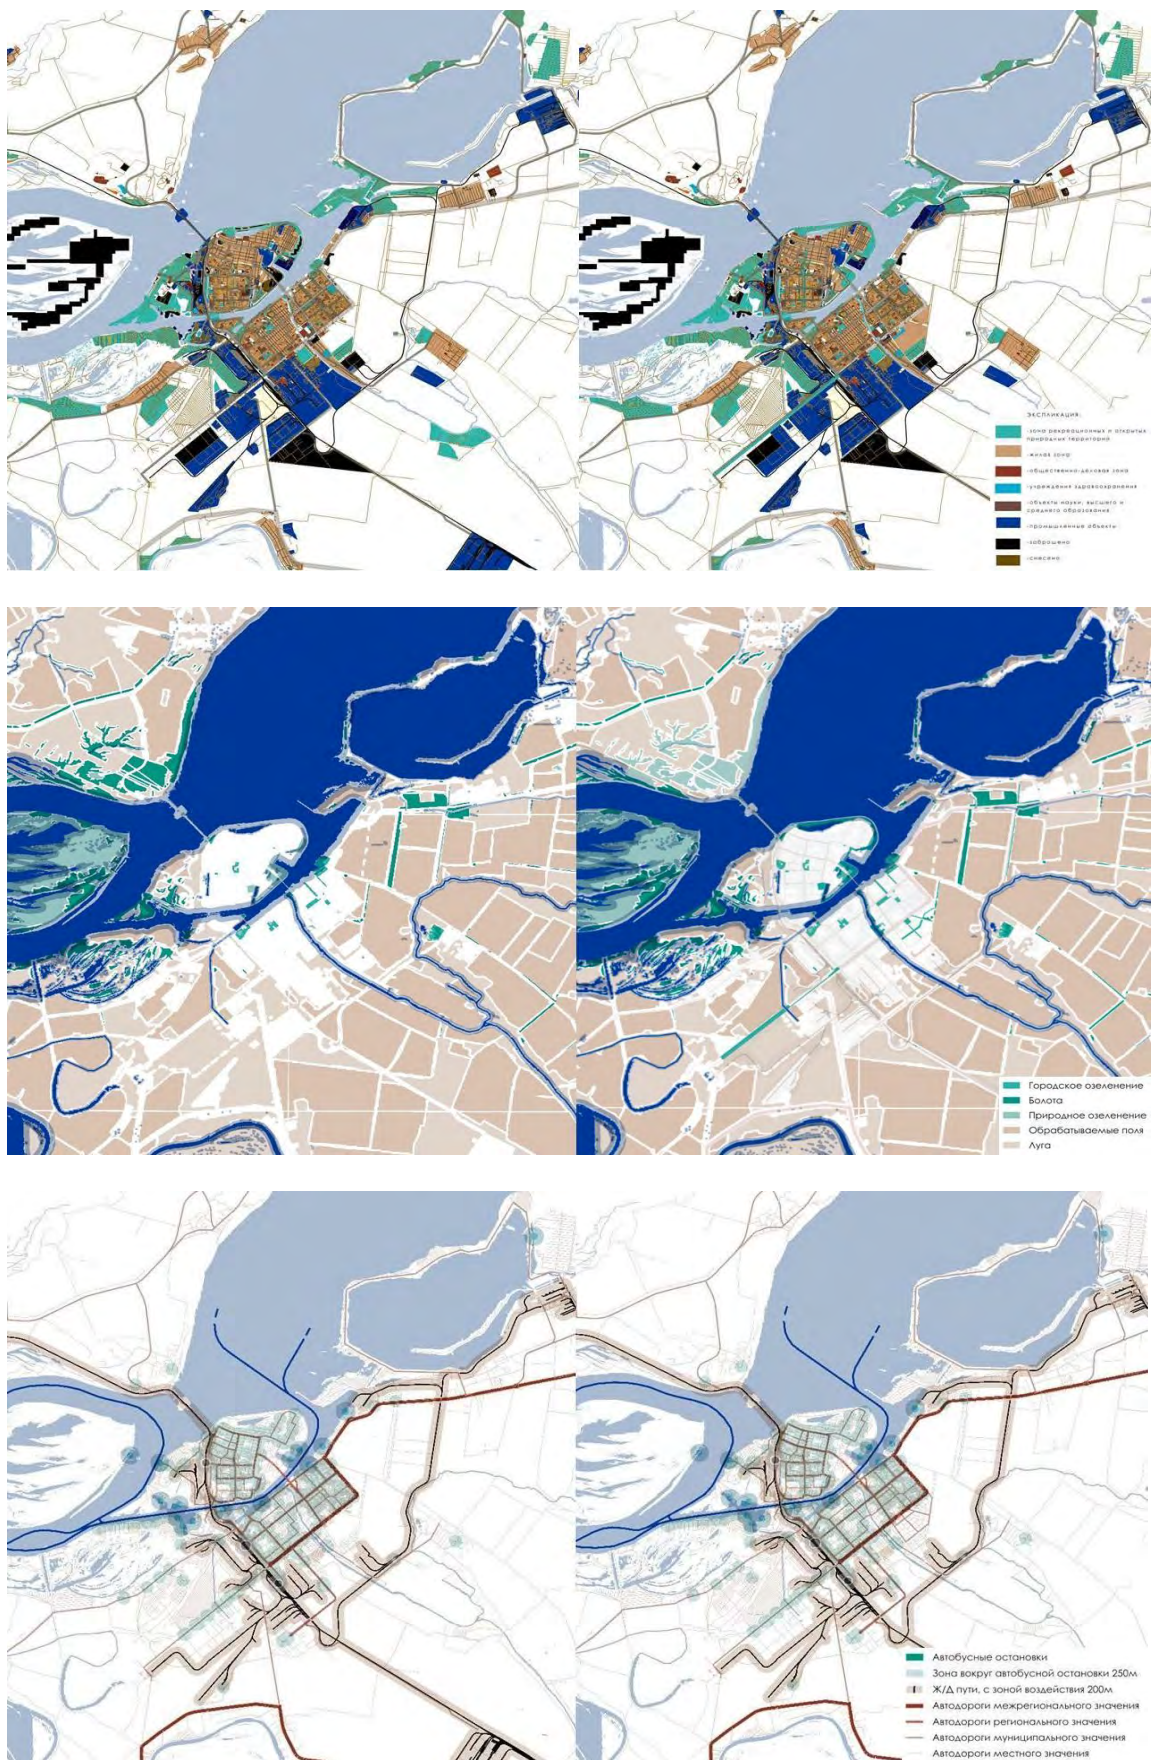 ЭКСПЛИКАЦИЯ:
-зона рекреационных и открытых
природных территорий
-жилая зона
-общественно-деловая зона
-учреждения здравоохранения
-объекты науки, высшего и
среднего образования
-промышленные объекты
-заброшено
-снесено
Городское озеленение
Болота
Природное озеленение
Обрабатываемые поля
Луга
Автобусные остановки
Зона вокруг автобусной остановки 250м
Ж/Д пути, с зоной воздействия 200м
Автодороги межрегионального значения
Автодороги регионального значения
Автодороги муниципального значения
Автодороги местного значения